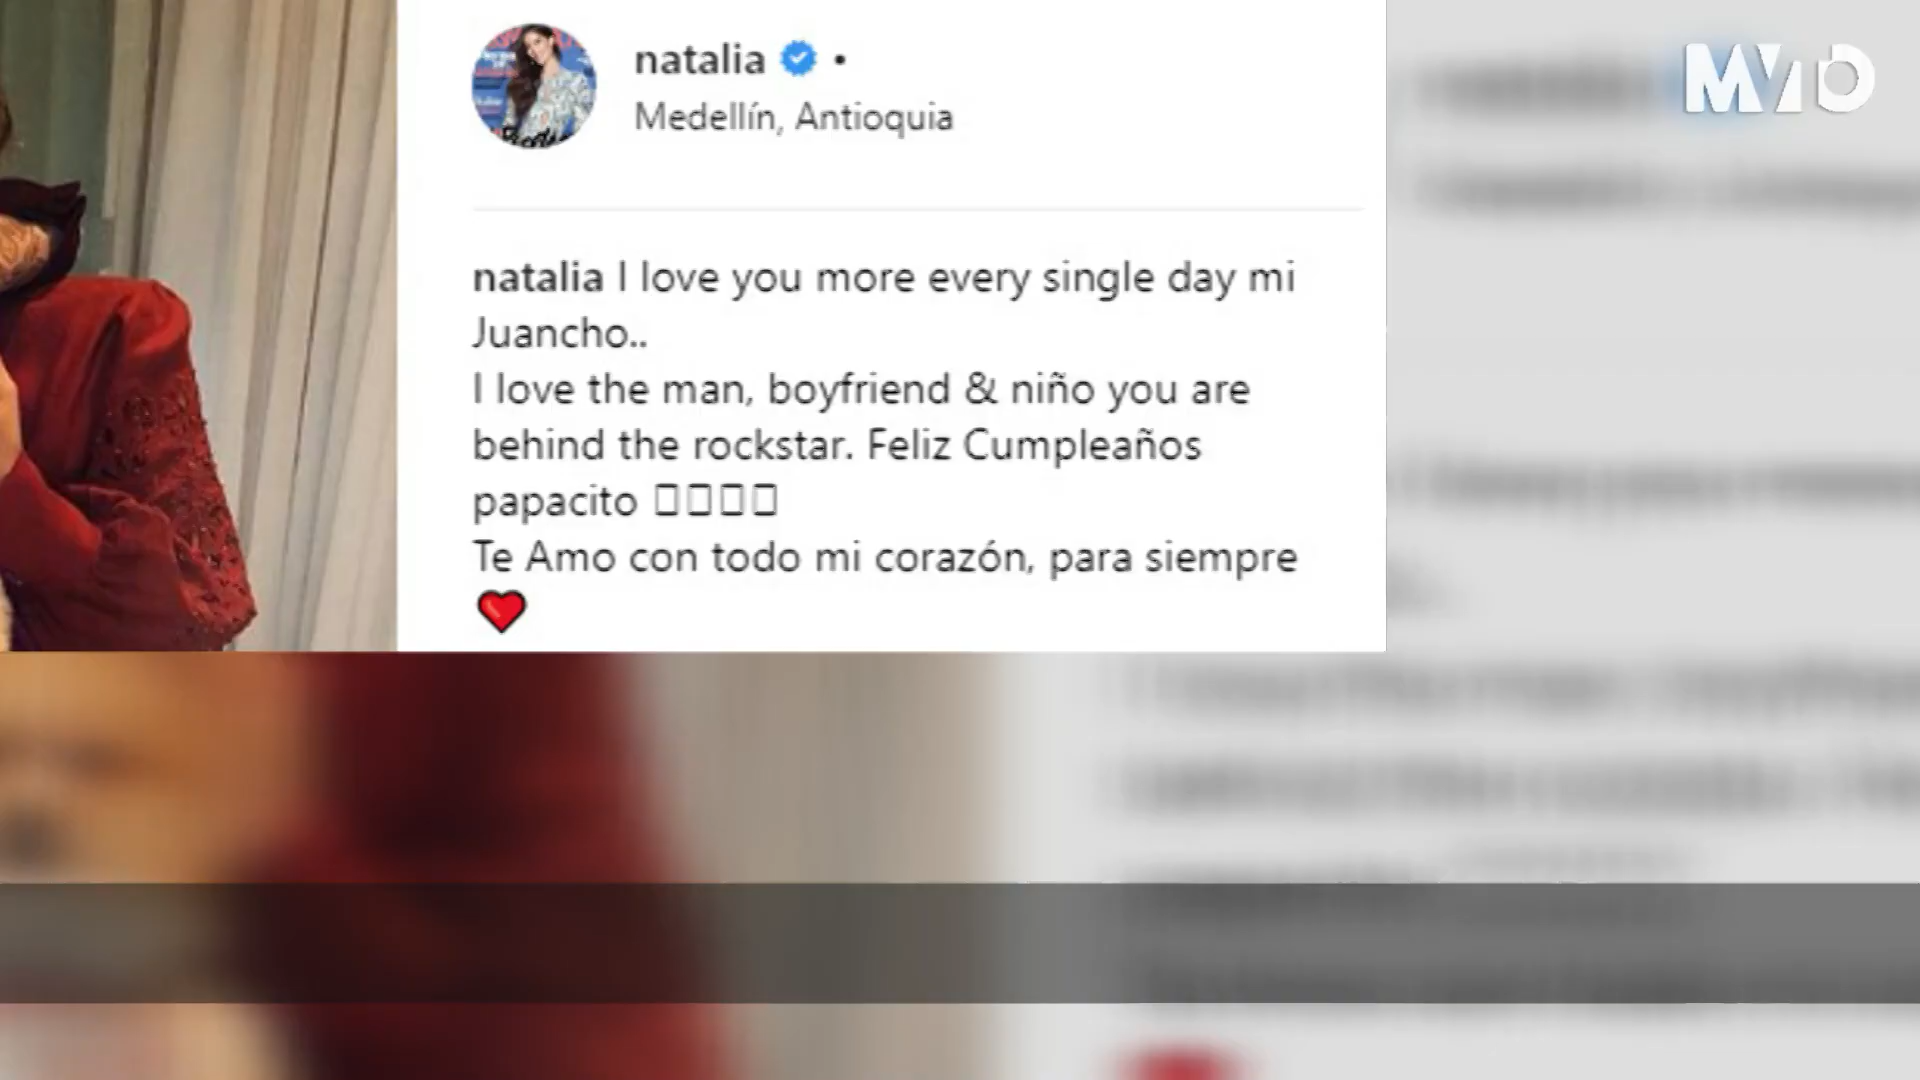 MYD
natalia •
Medellín, Antioquia
natalia I love you more every single day mi
Juancho..
I love the man, boyfriend & niño you are
behind the rockstar. Feliz Cumpleaños
papacito
Te Amo con todo mi corazón, para siempre